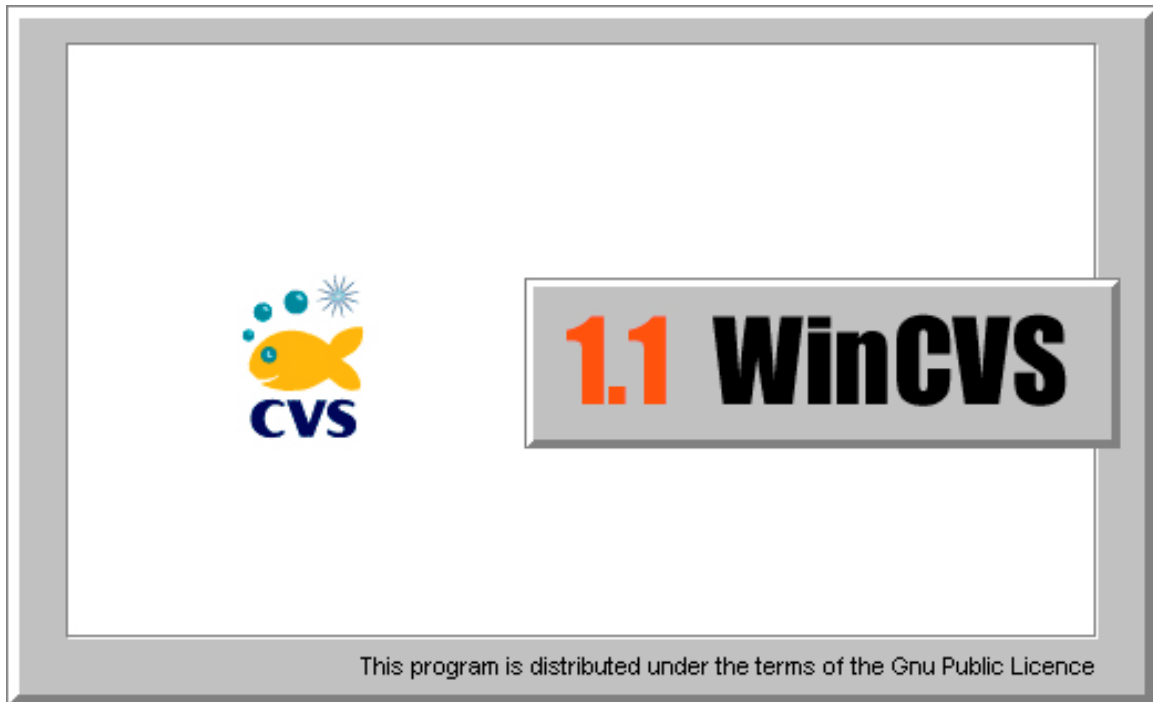 CVS
1.1 WinCVS
This program is distributed under the terms of the Gnu Public Licence